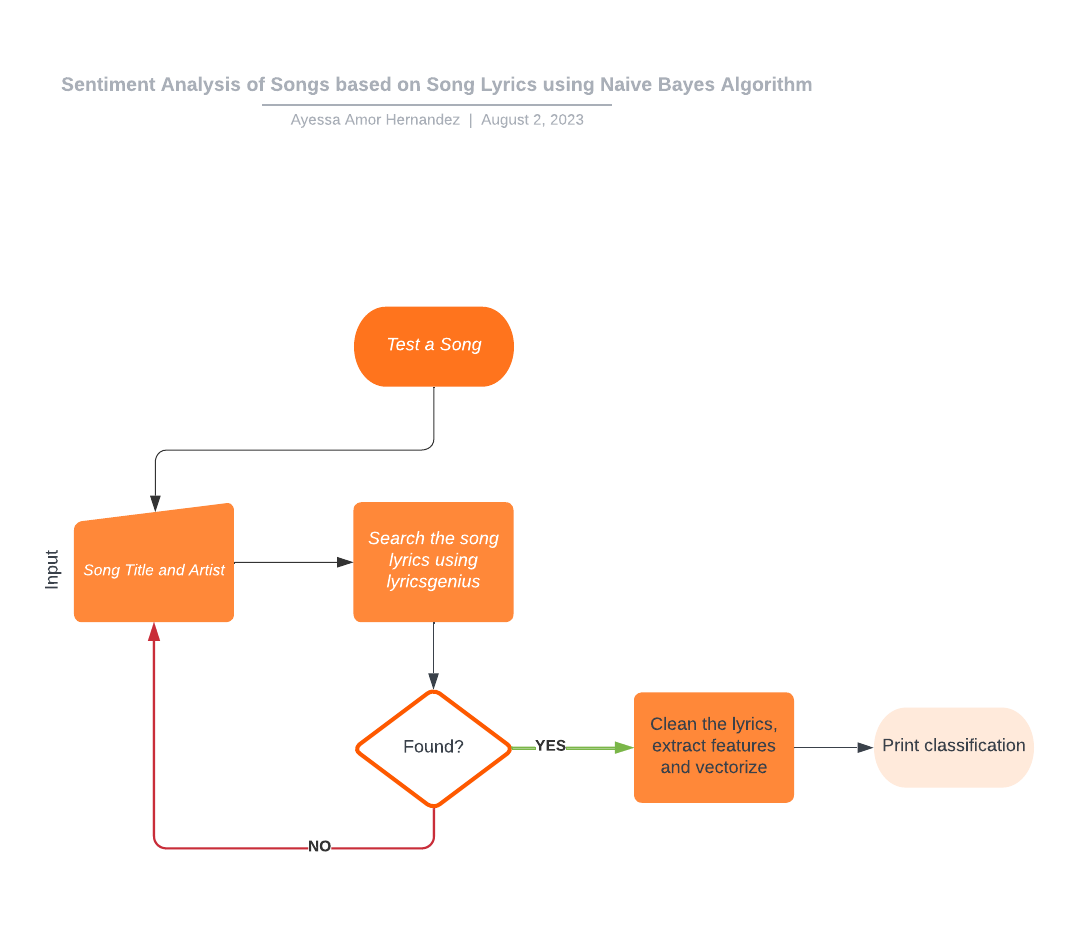 Sentiment Analysis of Songs based on Song Lyrics using Naive Bayes Algorithm
Ayessa Amor Hernandez | August 2, 2023
Test a Song
Input
Song Title and Artist
Search the song
lyrics using
lyricsgenius
Found?
YES
Clean the lyrics,
extract features
and vectorize
Print classification
NO